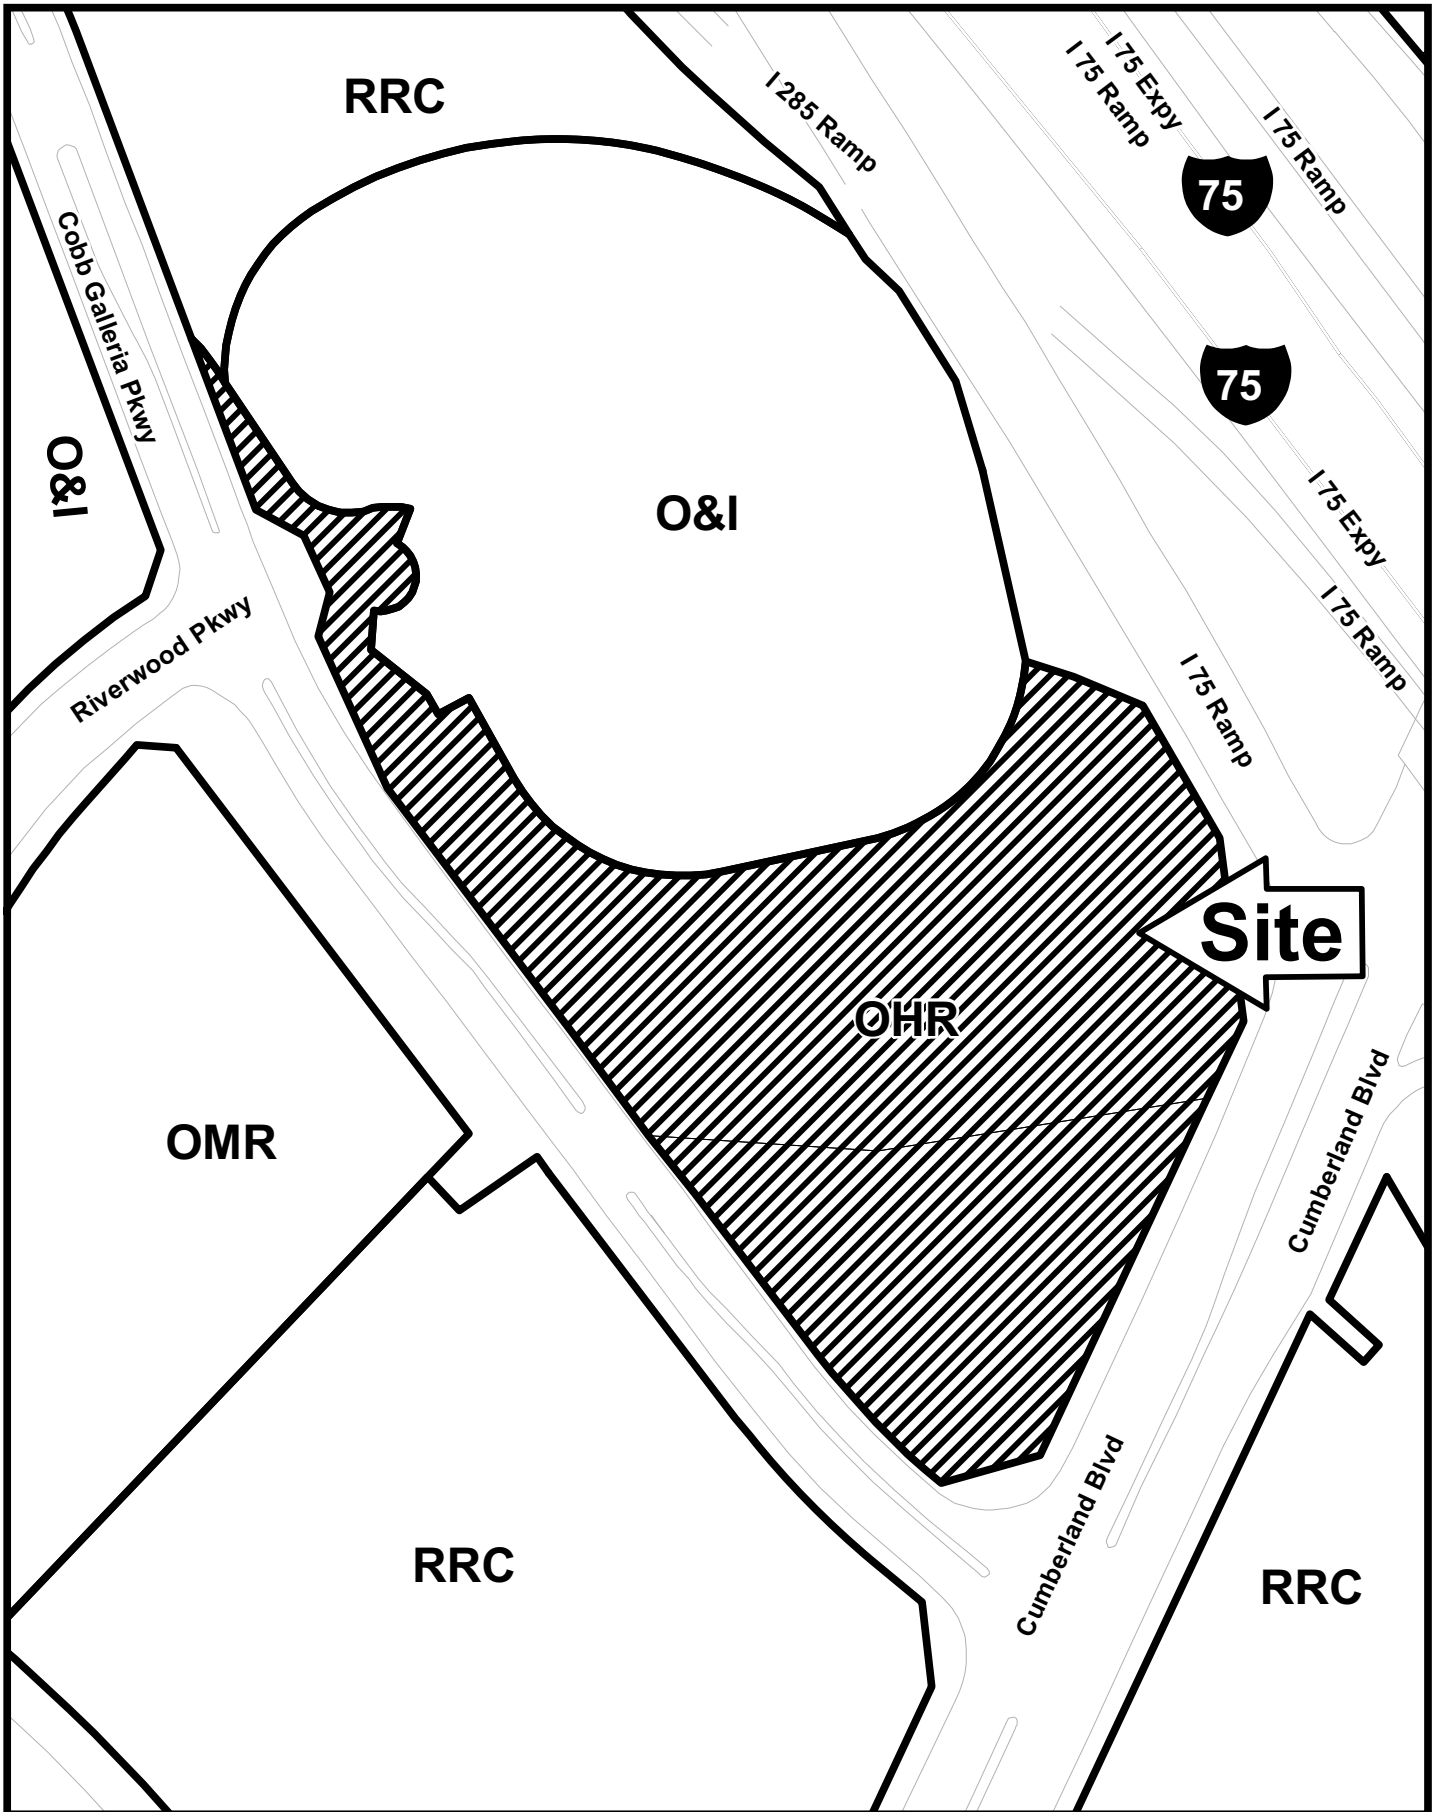 RRC
I 285 Ramp
I 75 Expy
I 75 Ramp
I 75 Ramp
75
Cobb Galleria Pkwy
75
O&I
O&I
I 75 Expy
I 75 Ramp
Riverwood Pkwy
I 75 Ramp
Site
OHR
Cumberland Blvd
OMR
Cumberland Blvd
RRC
RRC